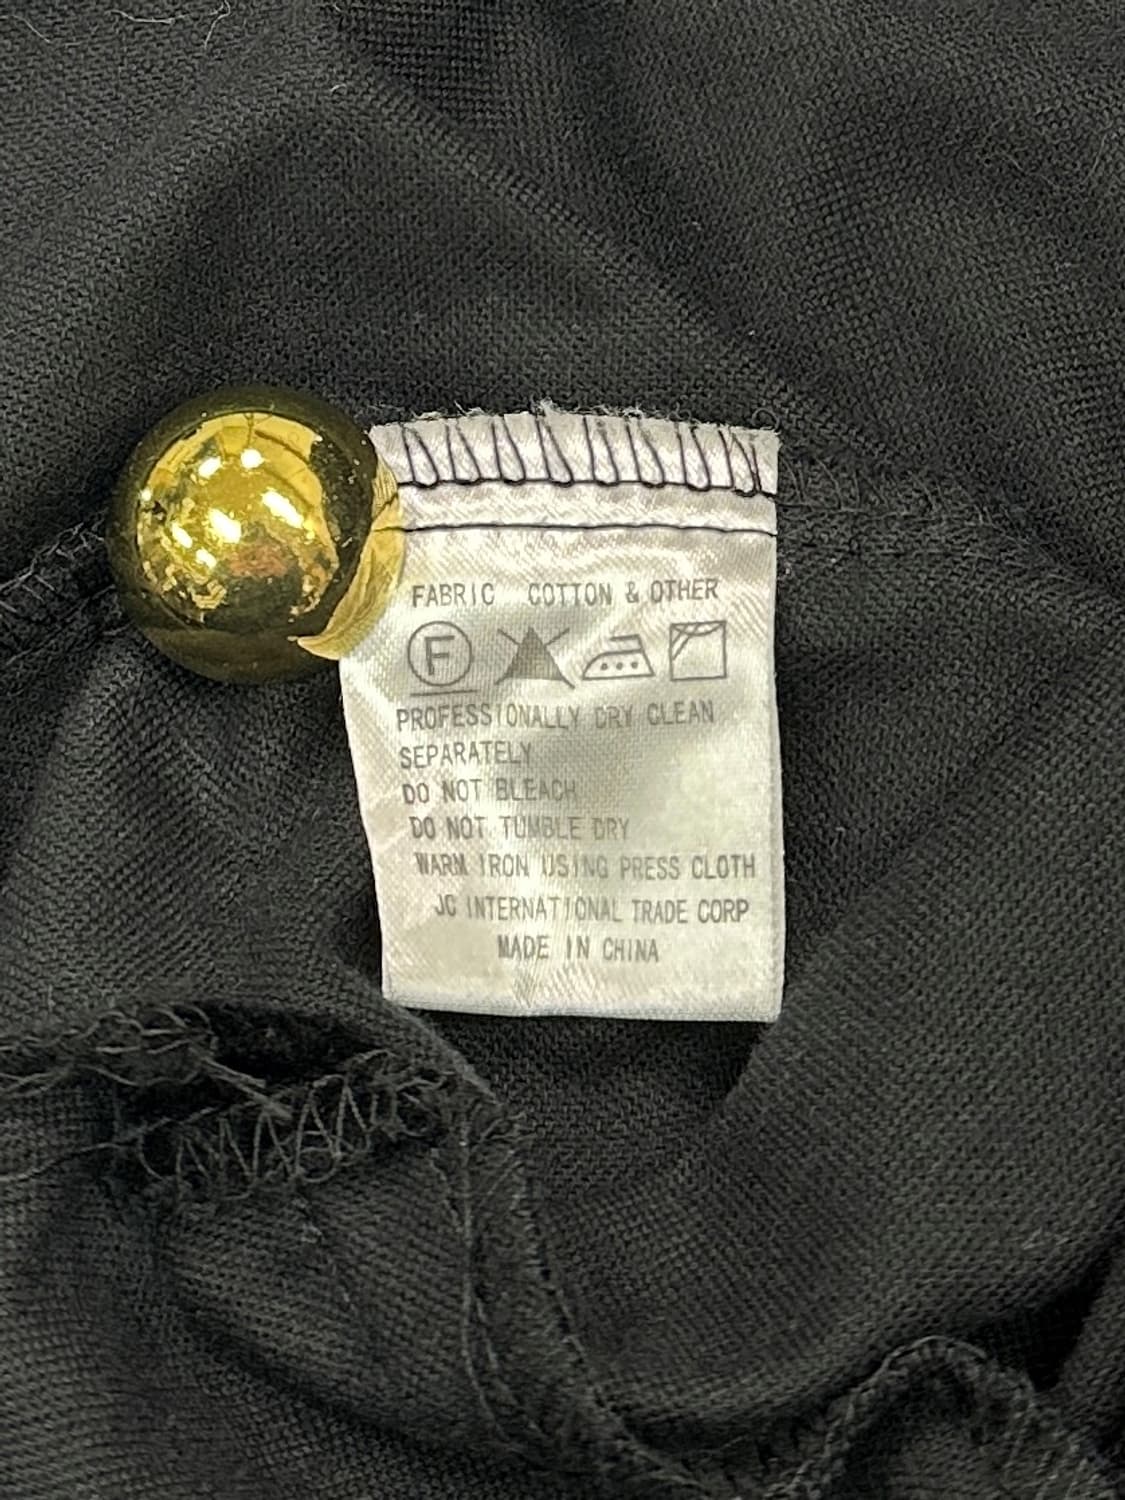 FABRIC COTTON & OTHER
F
PROFESSIONALLY DRY CLEAN
SEPARATELY
DO NOT BLEACH
DO NOT TUMBLE DRY
WARM IRON USING PRESS CLOTH
JC INTERNATIONAL TRADE CORP
MADE IN CHINA